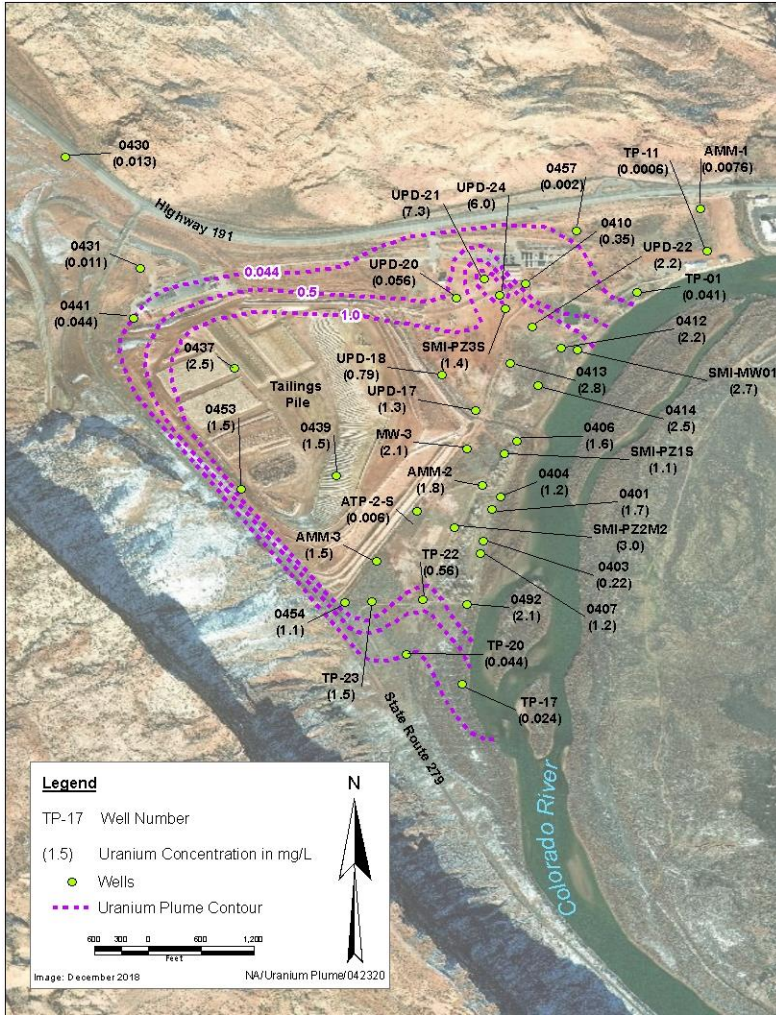 0430
(0.013)
Highway 191
0431
(0.011)
0441
(0.044)
0.044
0.5
1.0
UPD-21
(7.3)
UPD-24
(6.0)
0457
(0.002)
TP-11
(0.0006)
AMM-1
(0.0076)
0410
(0.35)
UPD-22
(2.2)
UPD-20
(0.056)
TP-01
(0.041)
0412
(2.2)
SMI-PZ3S
(1.4)
SMI-MW01
(2.7)
0437
(2.5)
Tailings
Pile
UPD-18
(0.79)
0413
(2.8)
UPD-17
(1.3)
0414
(2.5)
0453
(1.5)
0439
(1.5)
MW-3
(2.1)
0406
(1.6)
SMI-PZ1S
(1.1)
AMM-2
(1.8)
0404
(1.2)
ATP-2-S
(0.006)
0401
(1.7)
SMI-PZ2M2
(3.0)
AMM-3
(1.5)
TP-22
(0.56)
0403
(0.22)
0454
(1.1)
0492
(2.1)
0407
(1.2)
TP-23
(1.5)
TP-20
(0.044)
TP-17
(0.024)
State Route 279
Colorado River
Legend
TP-17 Well Number
(1.5) Uranium Concentration in mg/L
Wells
Uranium Plume Contour
N
600 300 0 600 1,200
Feet
Image: December 2018
NA/Uranium Plume/042320